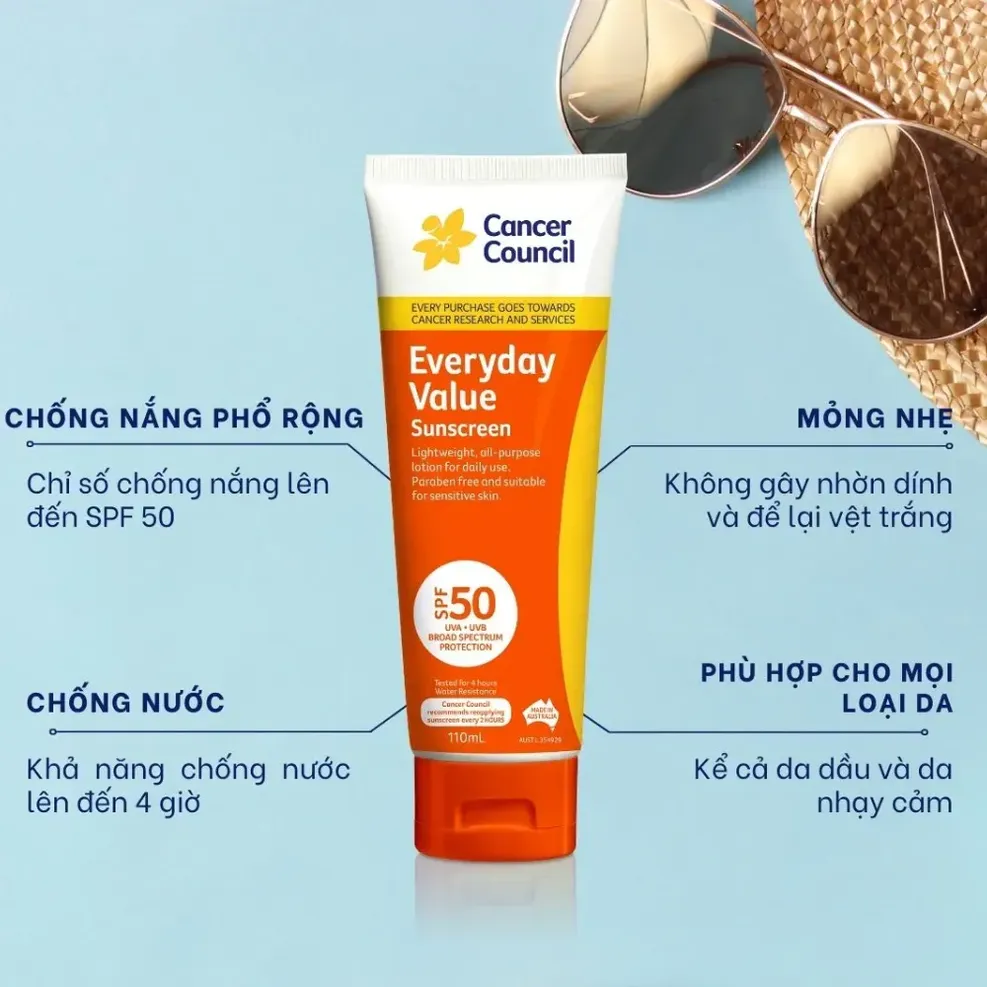 Cancer
Council
EVERY PURCHASE GOES TOWARDS
CANCER RESEARCH AND SERVICES
Everyday
Value
Sunscreen
Lightweight, all-purpose
lotion for daily use.
Paraben free and suitable
for sensitive skin.
SPF 50
UVA • UVB
BROAD SPECTRUM
PROTECTION
Tested for 4 hours
Water Resistance
Cancer Council
recommends reapplying
sunscreen every 2 HOURS
110mL
MADE IN
AUSTRALIA
AUST L 354929
CHỐNG NẮNG PHỔ RỘNG
Chỉ số chống nắng lên
đến SPF 50
MỎNG NHẸ
Không gây nhờn dính
và để lại vệt trắng
CHỐNG NƯỚC
Khả năng chống nước
lên đến 4 giờ
PHÙ HỢP CHO MỌI
LOẠI DA
Kể cả da dầu và da
nhạy cảm